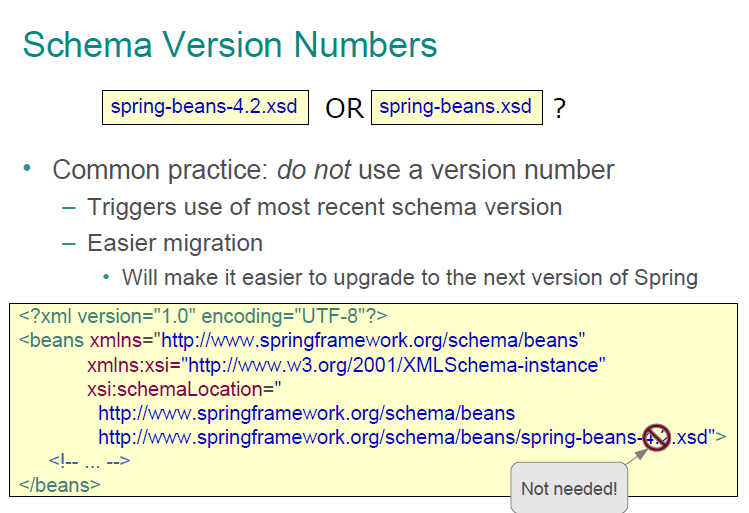 Schema Version Numbers
spring-beans-4.2.xsd OR spring-beans.xsd ?
• Common practice: do not use a version number
– Triggers use of most recent schema version
– Easier migration
• Will make it easier to upgrade to the next version of Spring
<?xml version="1.0" encoding="UTF-8"?>
<beans xmlns="http://www.springframework.org/schema/beans"
xmlns:xsi="http://www.w3.org/2001/XMLSchema-instance"
xsi:schemaLocation="
http://www.springframework.org/schema/beans
http://www.springframework.org/schema/beans/spring-beans-4.2.xsd">
<!-- ... -->
</beans>
Not needed!